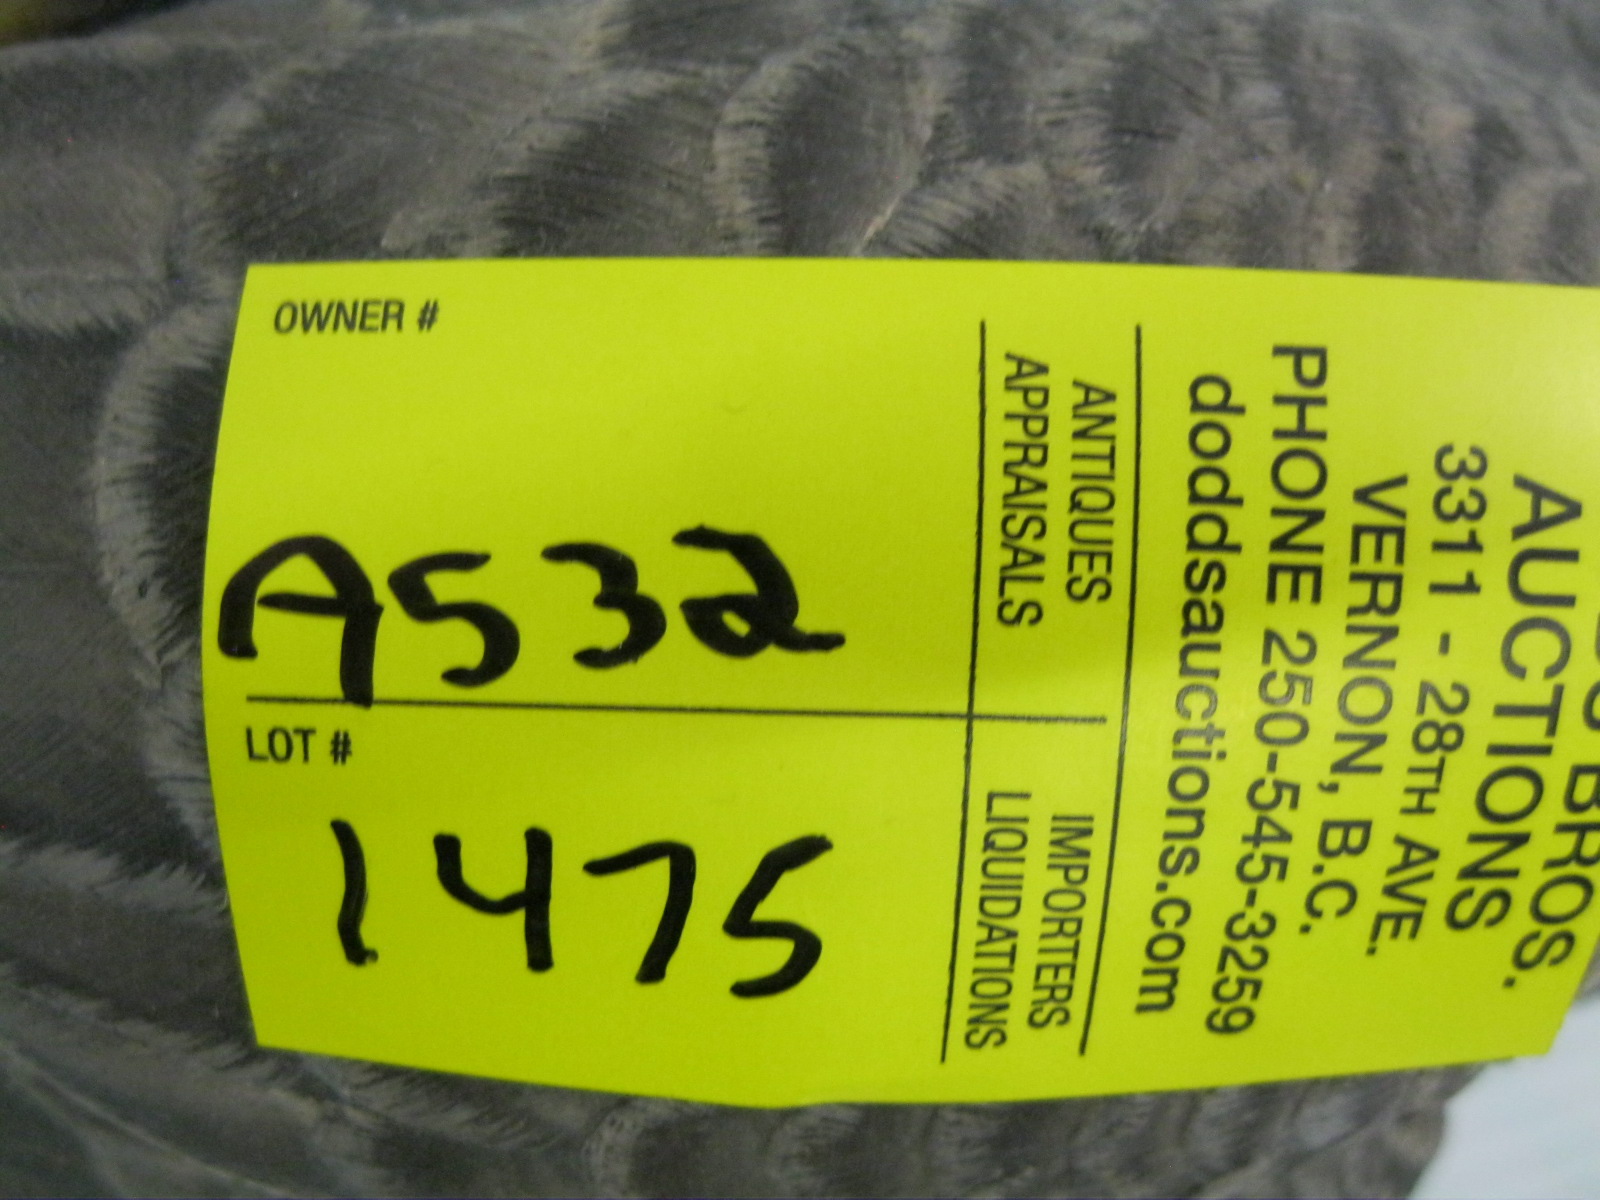 BROS.
AUCTIONS
3311 - 28TH AVE.
VERNON, B.C.
PHONE 250-545-3259
doddsauctions.com
ANTIQUES
APPRAISALS
IMPORTERS
LIQUIDATIONS
OWNER #
A532
LOT #
1475